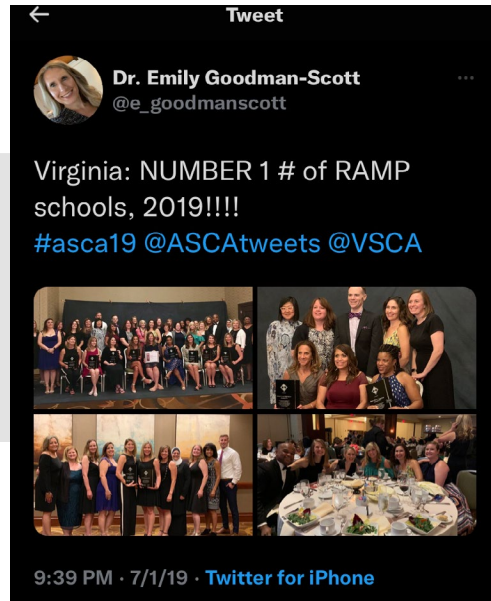 Tweet
Dr. Emily Goodman-Scott
@e_goodmanscott
Virginia: NUMBER 1 # of RAMP
schools, 2019!!!!
#asca19 @ASCAtweets @VSCA
9:39 PM · 7/1/19 · Twitter for iPhone